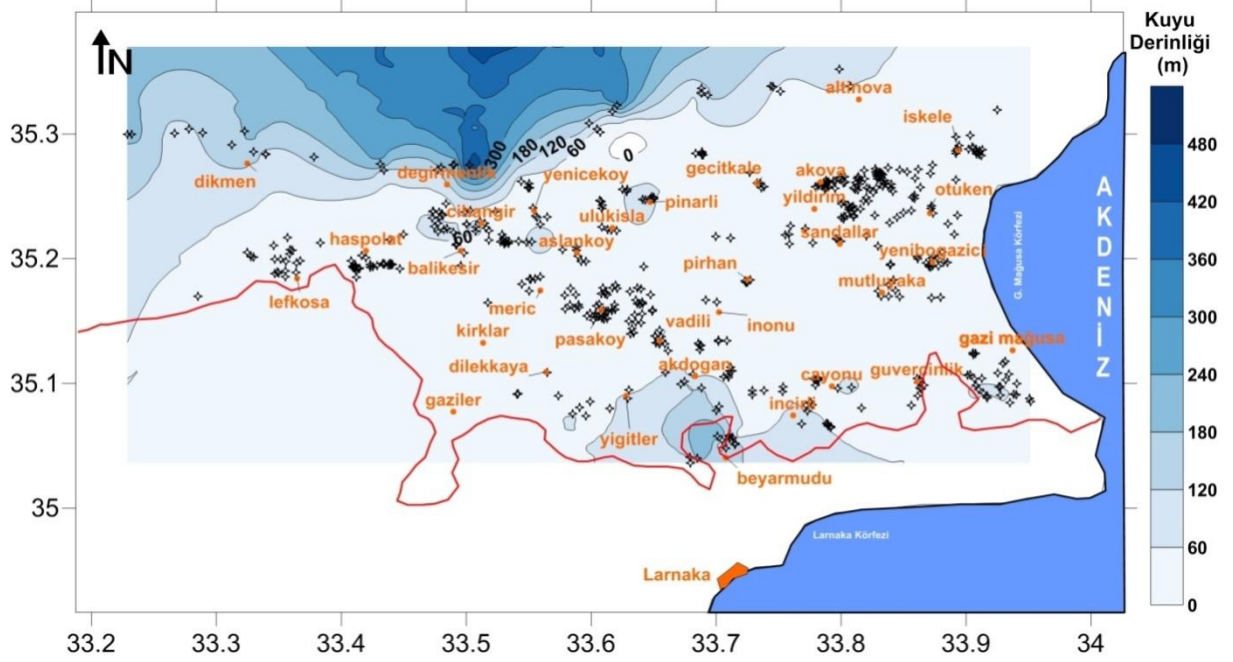 Kuyu
Derinliği
(m)
N
altinova
35.3
iskele
480
300
180
120
60
0
dikmen
degirmenlik
yenicekoy
gecitkale
akova
otuken
420
pinarli
yildirim
cihangir
ulukisla
haspolat
60
aslankoy
sandallar
yenibogazici
G. Mağusa Körfezi
AKDENİZ
360
35.2
balikesir
pirhan
mutluyaka
lefkosa
meric
300
kirklar
pasakoy
vadili
inonu
gazi mağusa
dilekkaya
akdogan
cayonu
guvercinlik
240
35.1
gaziler
incirli
yigitler
180
beyarmudu
35
120
Larnaka Körfezi
60
Larnaka
0
33.2 33.3 33.4 33.5 33.6 33.7 33.8 33.9 34